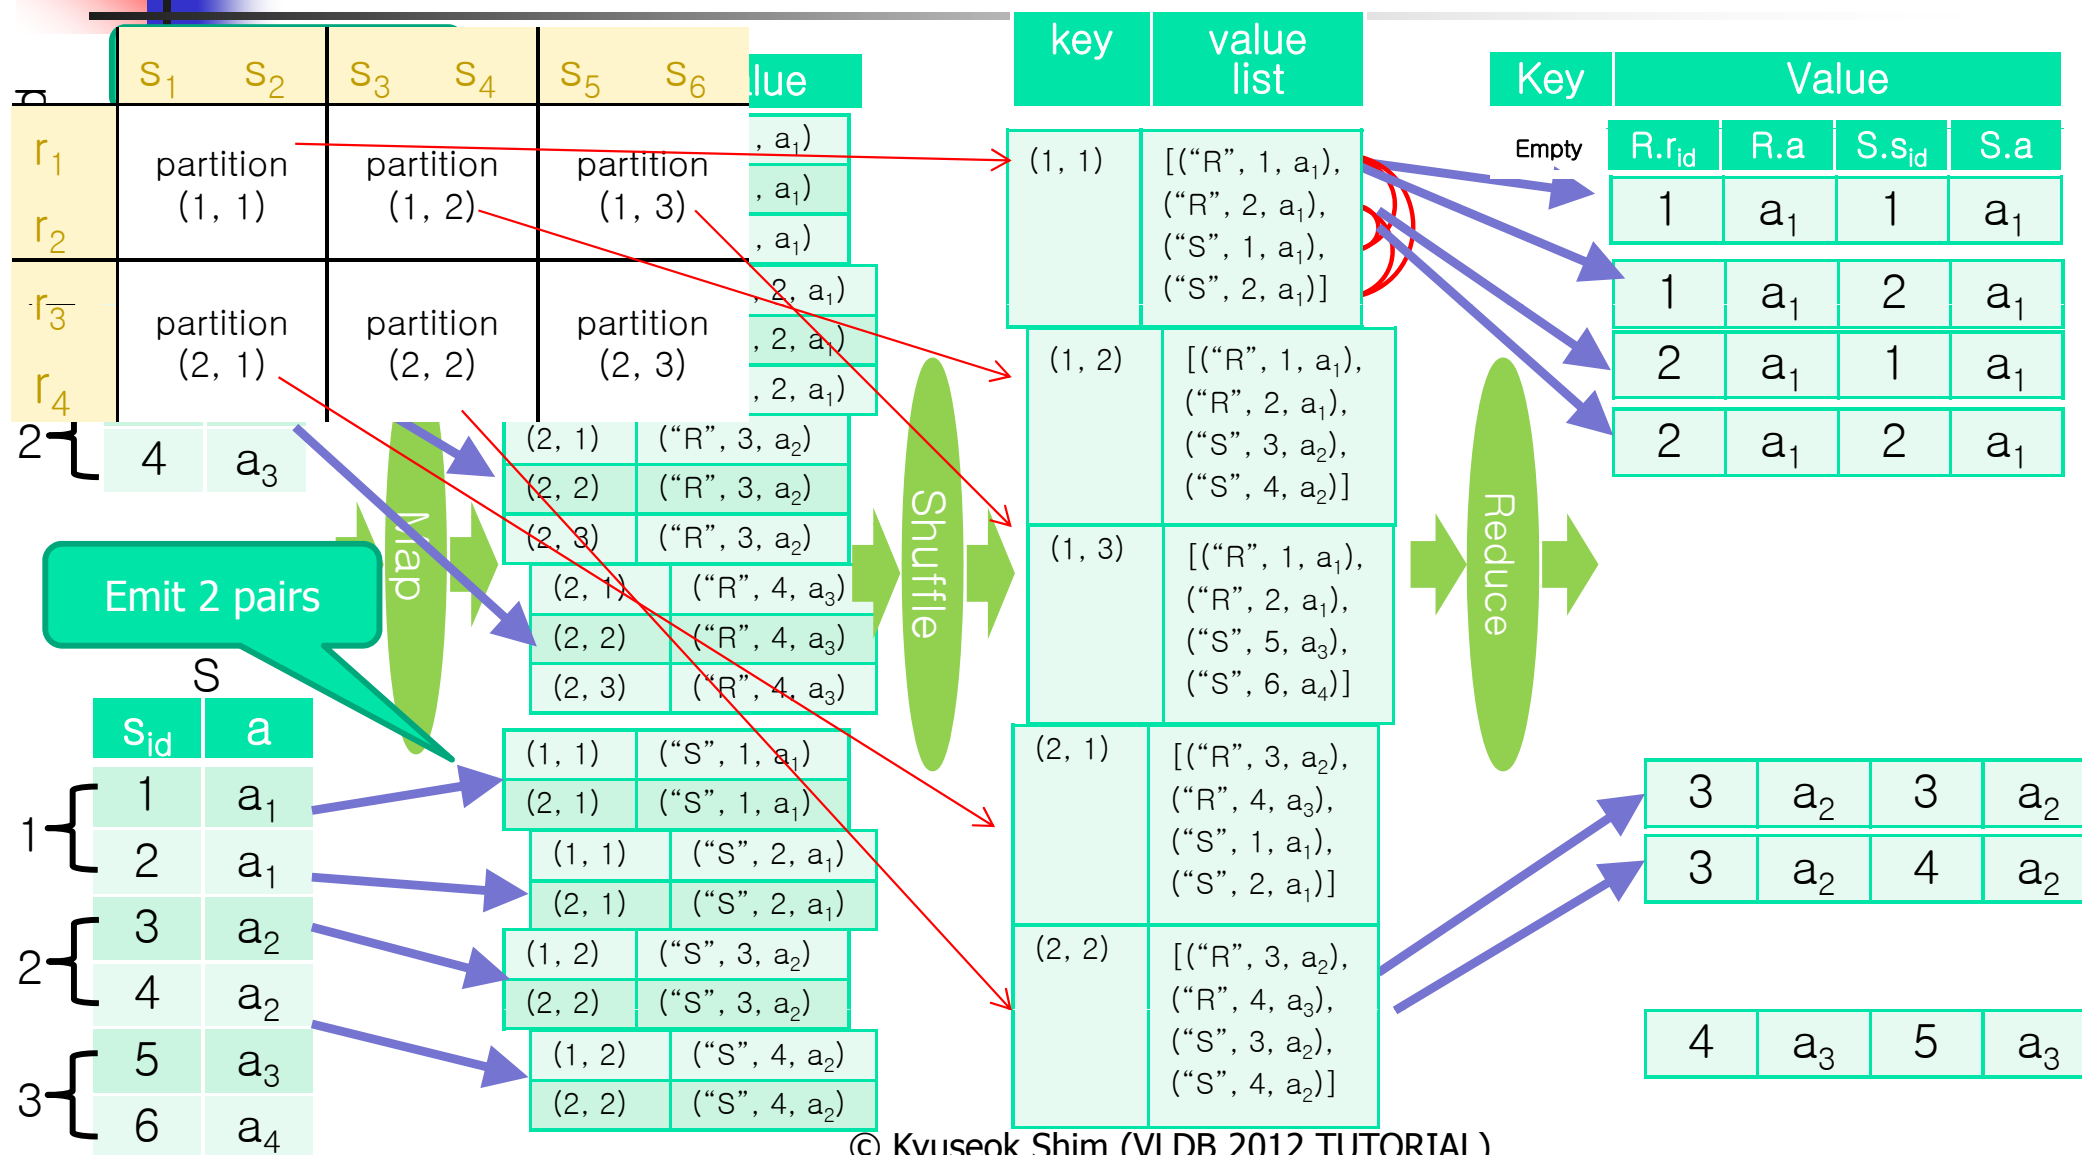 s1 s2 s3 s4 s5 s6
r1
r2
r3
r4
partition (1, 1)
partition (1, 2)
partition (1, 3)
partition (2, 1)
partition (2, 2)
partition (2, 3)
, a1)
, a1)
, a1)
, 2, a1)
, 2, a1)
, 2, a1)
2
4 a3
(2, 1) (“R”, 3, a2)
(2, 2) (“R”, 3, a2)
(2, 3) (“R”, 3, a2)
(2, 1) (“R”, 4, a3)
(2, 2) (“R”, 4, a3)
(2, 3) (“R”, 4, a3)
Map
Emit 2 pairs
S
sid a
1
1 a1
2 a1
2
3 a2
4 a2
3
5 a3
6 a4
(1, 1) (“S”, 1, a1)
(2, 1) (“S”, 1, a1)
(1, 1) (“S”, 2, a1)
(2, 1) (“S”, 2, a1)
(1, 2) (“S”, 3, a2)
(2, 2) (“S”, 3, a2)
(1, 2) (“S”, 4, a2)
(2, 2) (“S”, 4, a2)
Shuffle
key value
list
(1, 1) [(“R”, 1, a1),
(“R”, 2, a1),
(“S”, 1, a1),
(“S”, 2, a1)]
(1, 2) [(“R”, 1, a1),
(“R”, 2, a1),
(“S”, 3, a2),
(“S”, 4, a2)]
(1, 3) [(“R”, 1, a1),
(“R”, 2, a1),
(“S”, 5, a3),
(“S”, 6, a4)]
(2, 1) [(“R”, 3, a2),
(“R”, 4, a3),
(“S”, 1, a1),
(“S”, 2, a1)]
(2, 2) [(“R”, 3, a2),
(“R”, 4, a3),
(“S”, 3, a2),
(“S”, 4, a2)]
Reduce
Key Value
Empty
R.rid R.a S.sid S.a
1 a1 1 a1
1 a1 2 a1
2 a1 1 a1
2 a1 2 a1
3 a2 3 a2
3 a2 4 a2
4 a3 5 a3
© Kyuseok Shim (VLDB 2012 TUTORIAL)